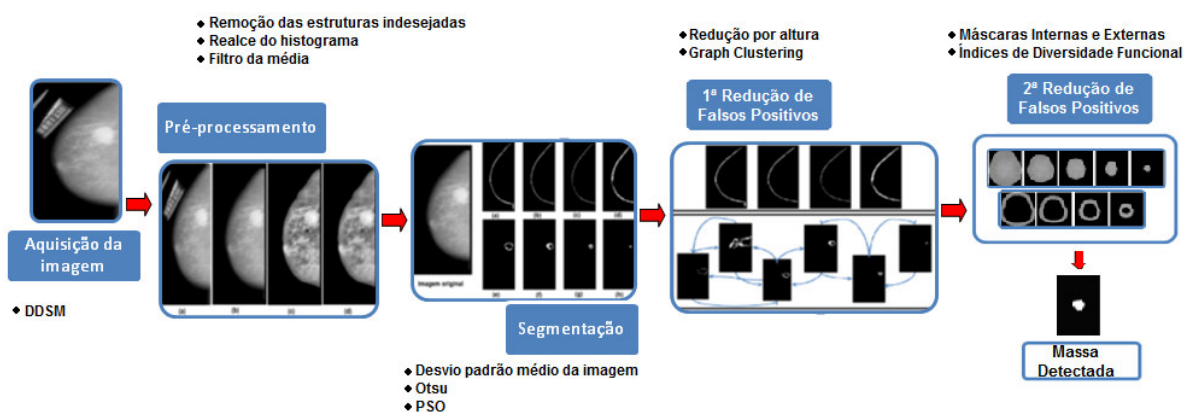 ◆ Remoção das estruturas indesejadas
◆ Realce do histograma
◆ Filtro da média
◆ Redução por altura
◆ Graph Clustering
◆ Máscaras Internas e Externas
◆ Índices de Diversidade Funcional
Pré-processamento
1ª Redução de
Falsos Positivos
2ª Redução de
Falsos Positivos
Aquisição da
imagem
◆ DDSM
(a) (b) (c) (d)
(a) (b) (c) (d)
Imagem original
(e) (f) (g) (h)
Segmentação
◆ Desvio padrão médio da imagem
◆ Otsu
◆ PSO
Massa
Detectada